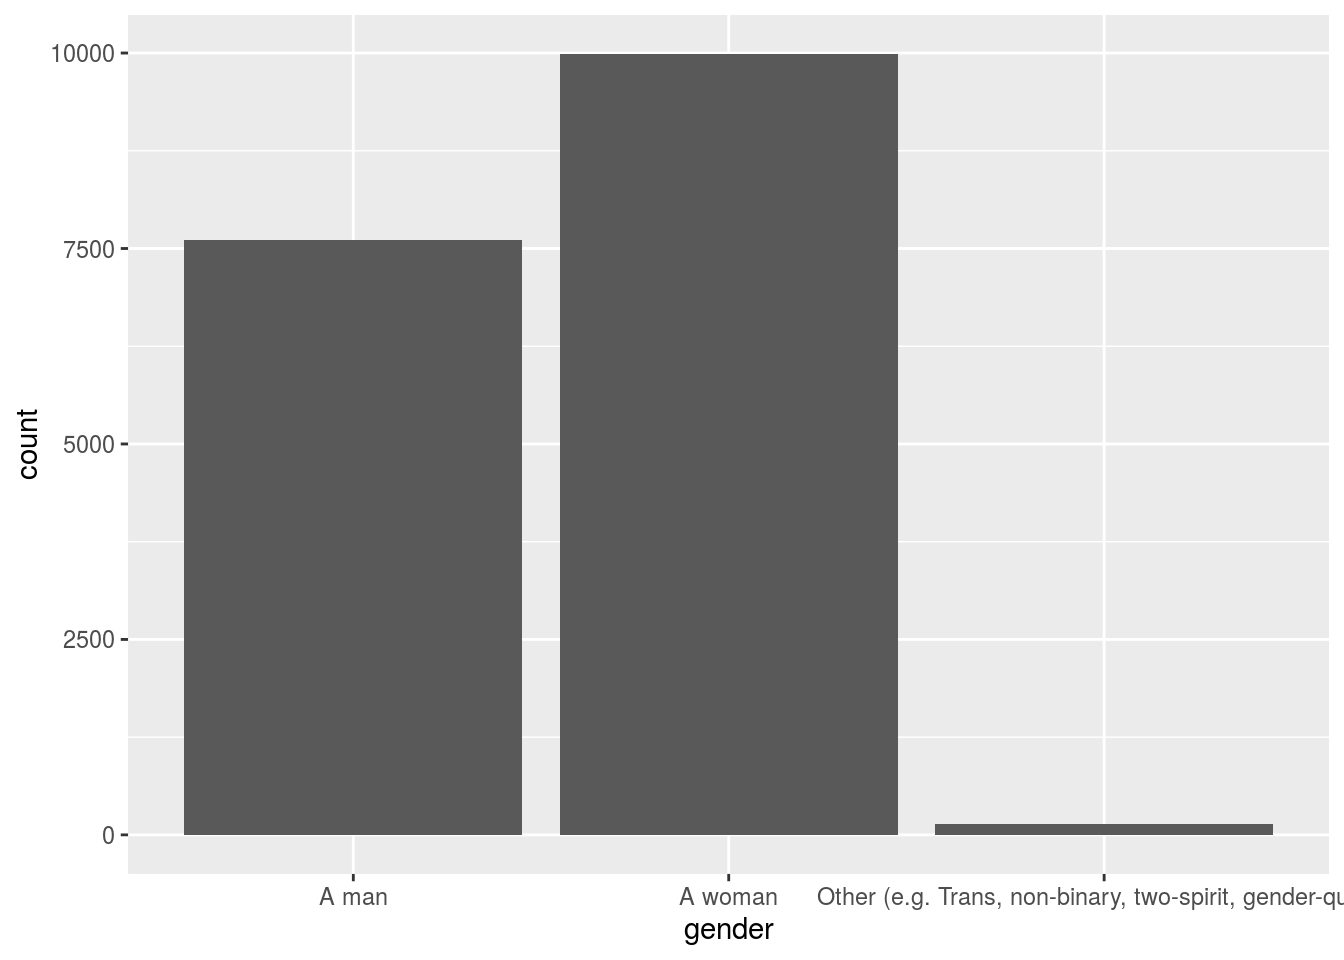 10000
7500
5000
2500
0
count
A man
A woman
Other (e.g. Trans, non-binary, two-spirit, gender-qu
gender